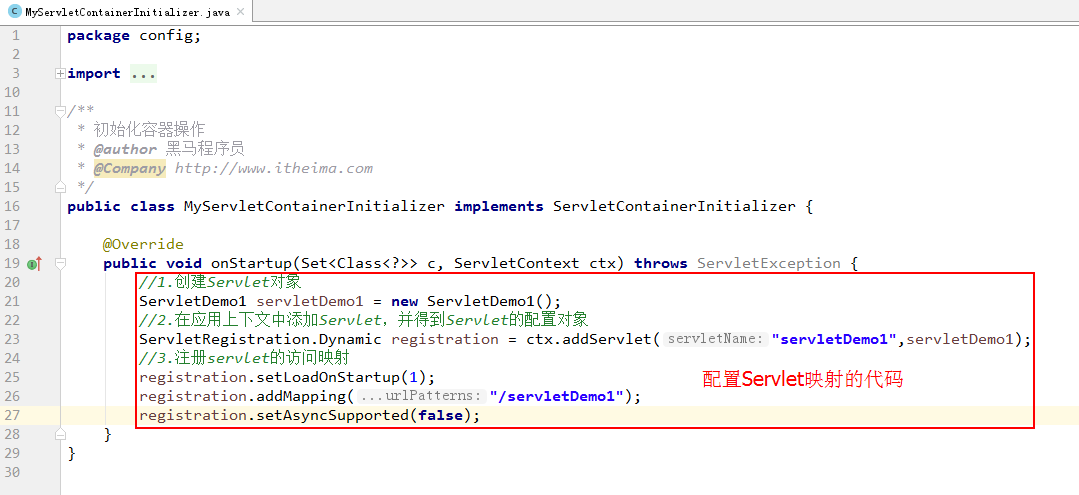 MyServletContainerInitializer.java
1 package config;
2
3 import ...
10
11 /**
12 * 初始化容器操作
13 * @author 黑马程序员
14 * @Company http://www.itheima.com
15 */
16 public class MyServletContainerInitializer implements ServletContainerInitializer {
17
18 @Override
19 public void onStartup(Set<Class<?>> c, ServletContext ctx) throws ServletException {
20 //1.创建Servlet对象
21 ServletDemo1 servletDemo1 = new ServletDemo1();
22 //2.在应用上下文中添加Servlet，并得到Servlet的配置对象
23 ServletRegistration.Dynamic registration = ctx.addServlet( servletName: "servletDemo1",servletDemo1);
24 //3.注册servlet的访问映射
25 registration.setLoadOnStartup(1);
26 registration.addMapping( ...urlPatterns: "/servletDemo1");
27 registration.setAsyncSupported(false);
28 }
29 }
30
配置Servlet映射的代码